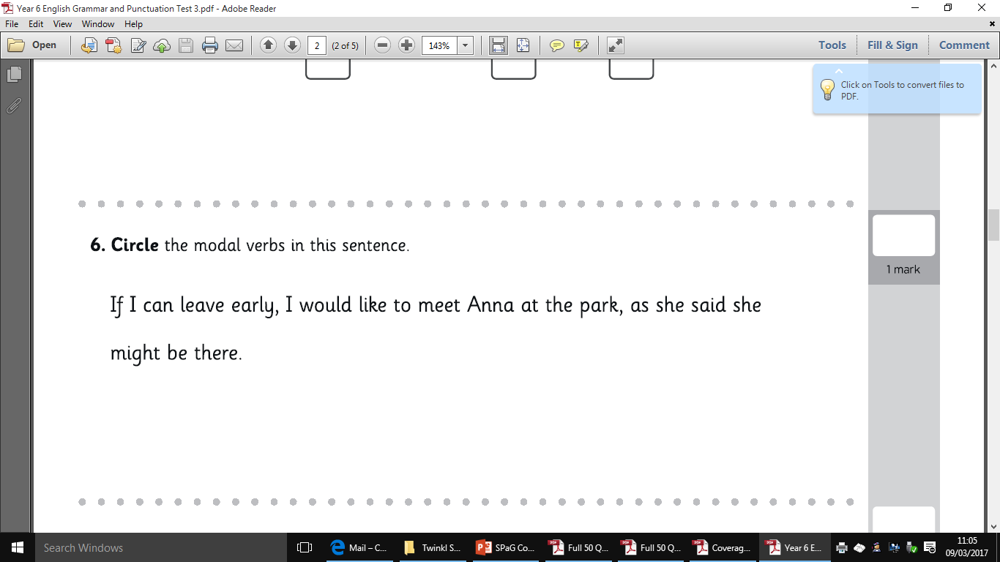 Year 6 English Grammar and Punctuation Test 3.pdf - Adobe Reader
File Edit View Window Help
Open 2 (2 of 5) 143% Tools Fill & Sign Comment
Click on Tools to convert files to
PDF.
6. Circle the modal verbs in this sentence.
1 mark
If I can leave early, I would like to meet Anna at the park, as she said she
might be there.
Search Windows Mail – C... Twinkl S... SPaG Co... Full 50 Q... Full 50 Q... Coverag... Year 6 E... 11:05
09/03/2017